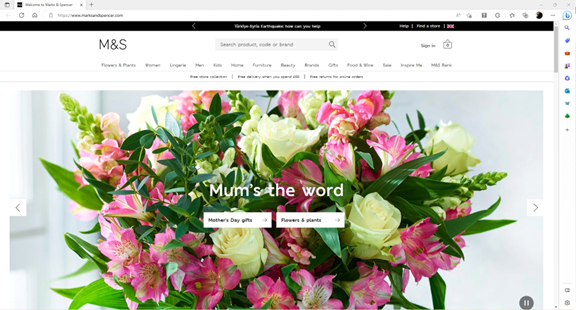 Welcome to Marks & Spencer
https://www.marksandspencer.com
Türkiye-Syria Earthquake: how can you help
Help | Find a store
M&S
Search product, code or brand
Sign in
0
Flowers & Plants Women Lingerie Men Kids Home Furniture Beauty Brands Gifts Food & Wine Sale Inspire Me M&S Bank
Free store collection | Free delivery when you spend £50 | Free returns for online orders
Mum's the word
Mother's Day gifts
Flowers & plants